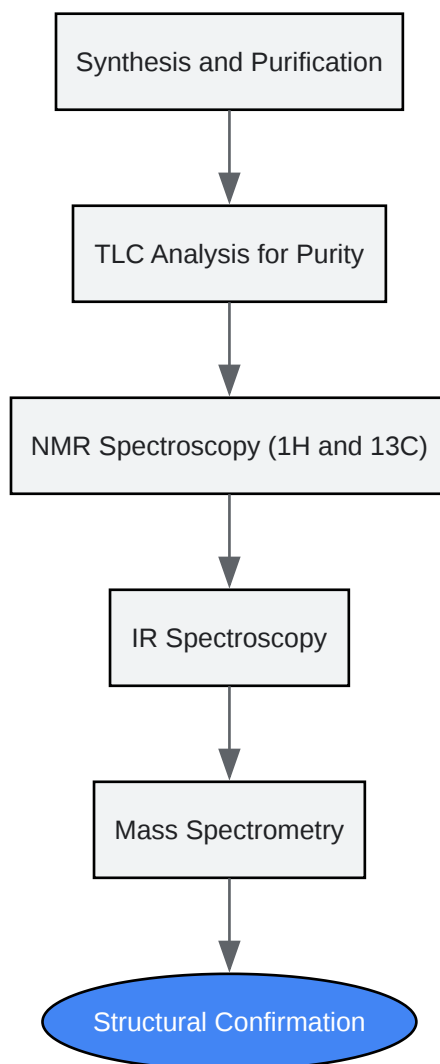 Synthesis and Purification
TLC Analysis for Purity
NMR Spectroscopy (1H and 13C)
IR Spectroscopy
Mass Spectrometry
Structural Confirmation